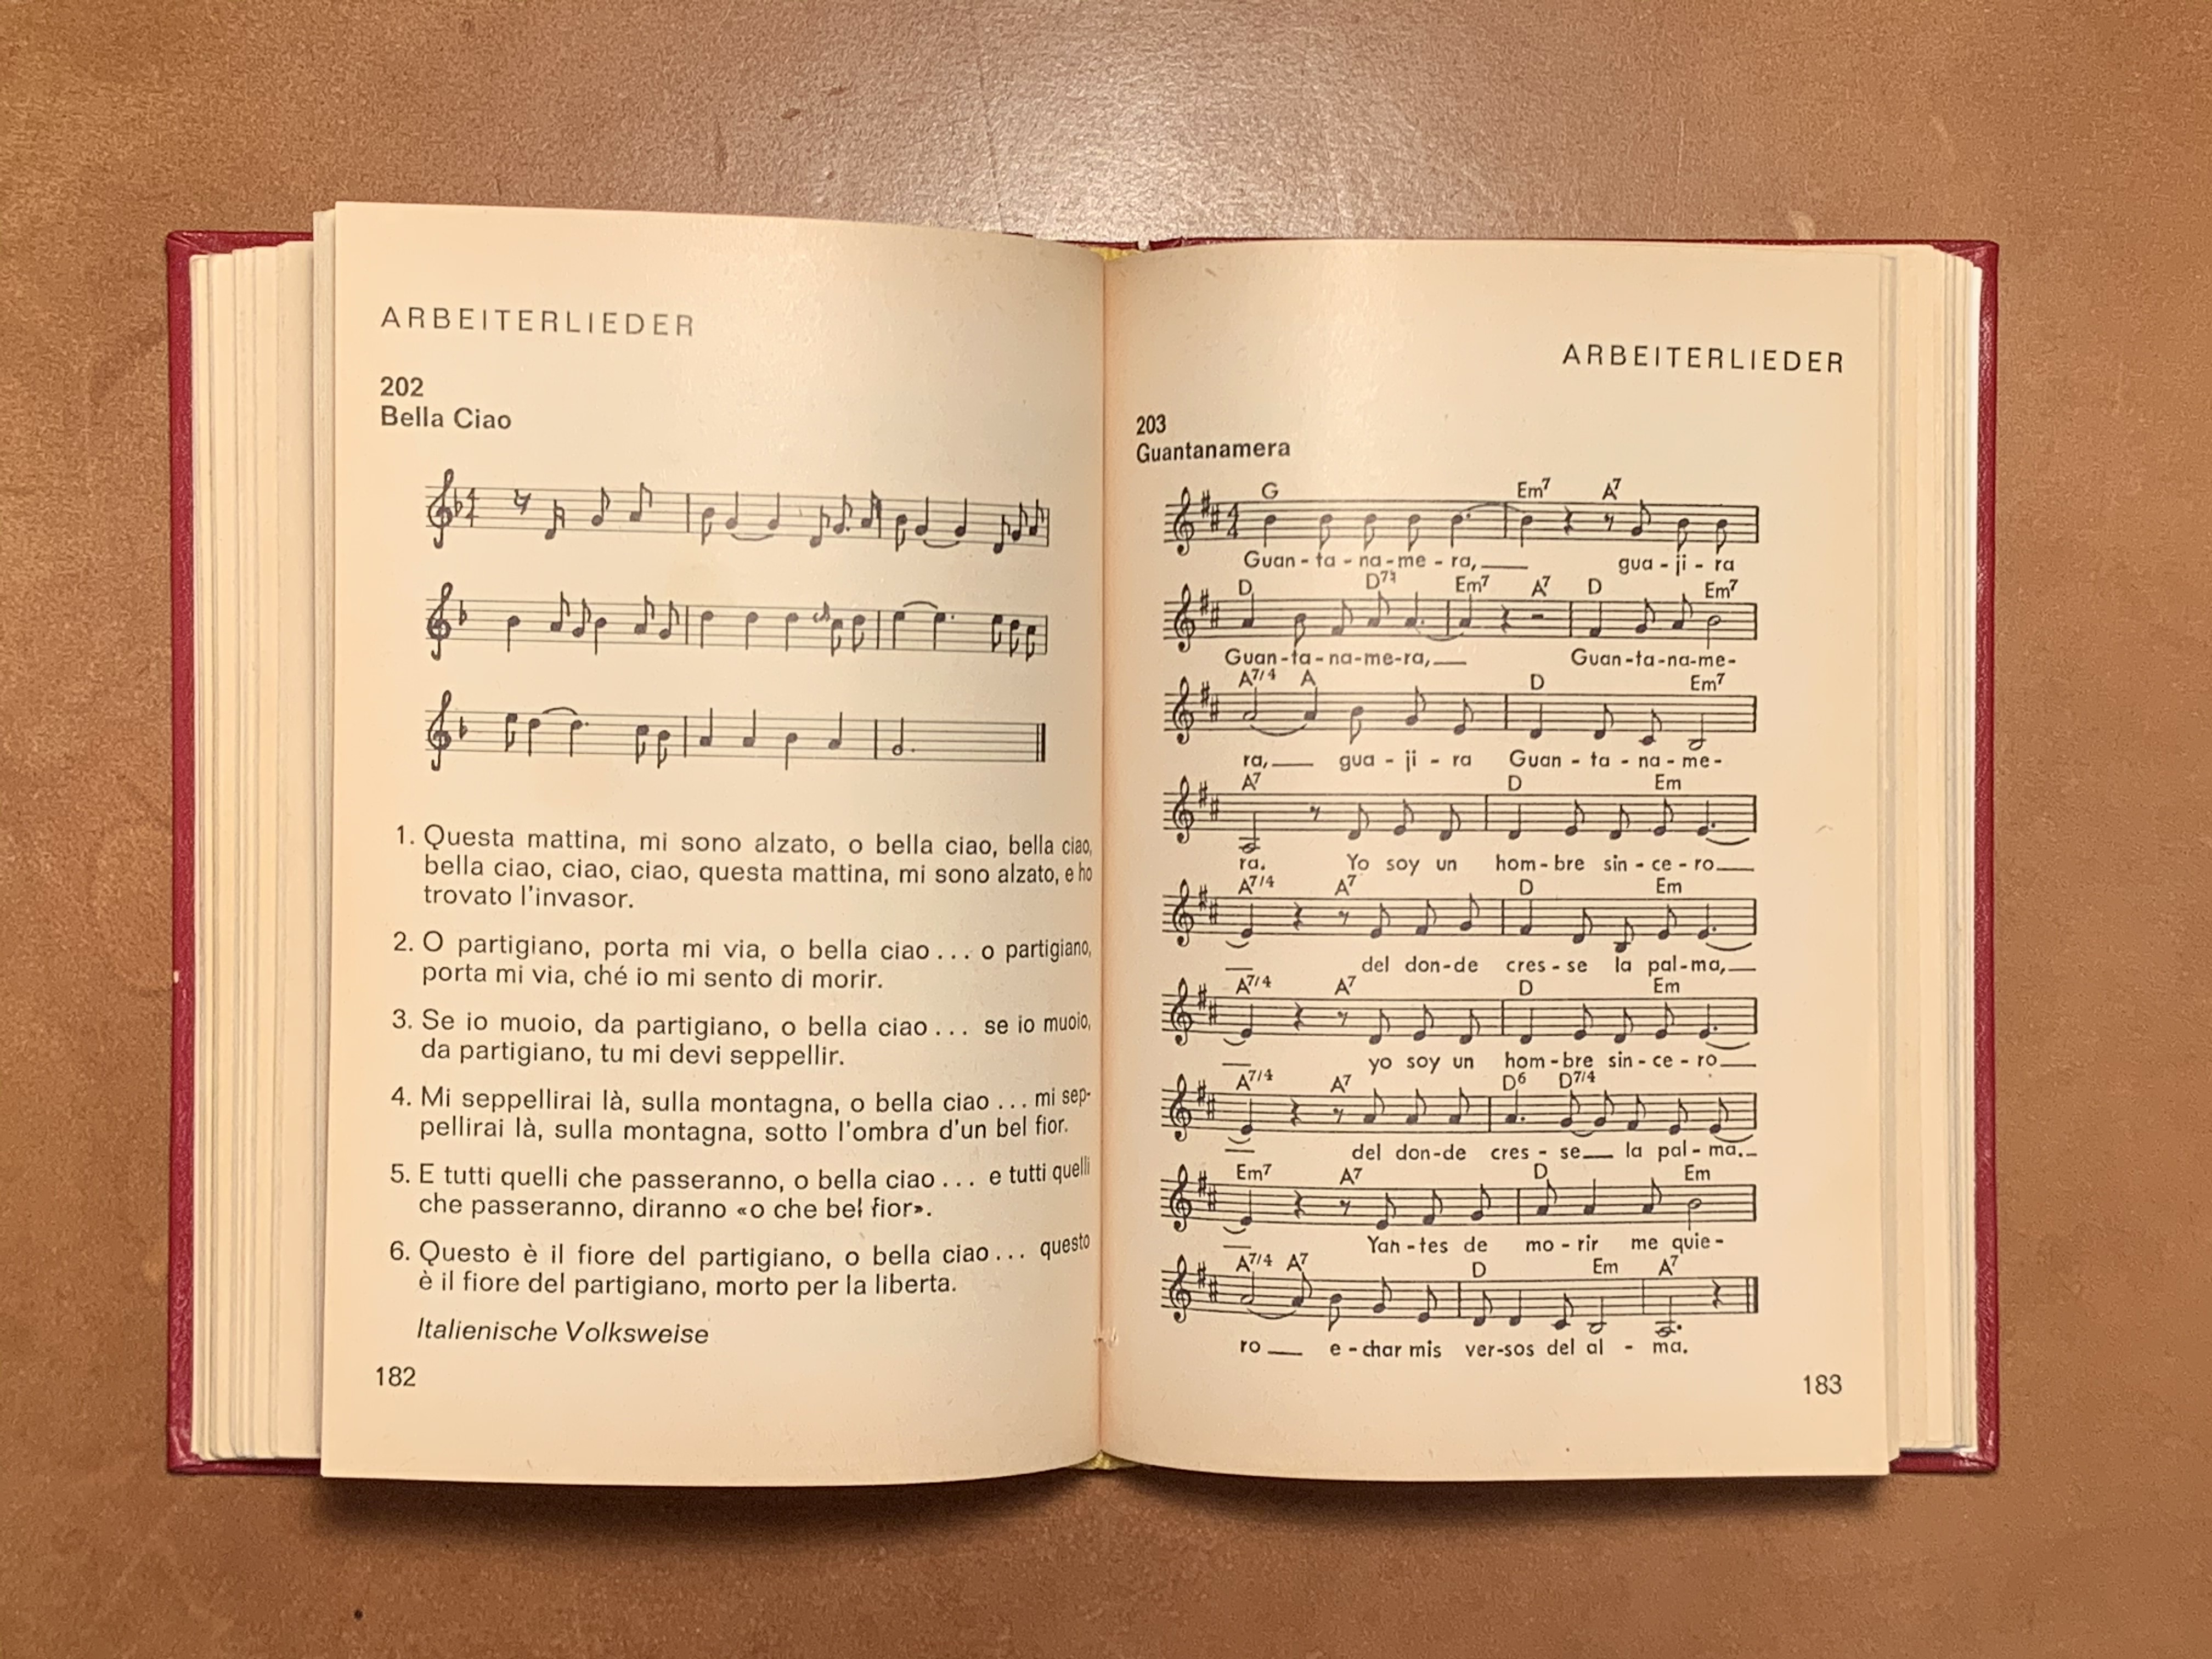 ARBEITERLIEDER
202
Bella Ciao
1. Questa mattina, mi sono alzato, o bella ciao, bella ciao,
bella ciao, ciao, ciao, questa mattina, mi sono alzato, e ho
trovato l'invasor.
2. O partigiano, porta mi via, o bella ciao ... o partigiano,
porta mi via, ché io mi sento di morir.
3. Se io muoio, da partigiano, o bella ciao ... se io muoio,
da partigiano, tu mi devi seppellir.
4. Mi seppellirai là, sulla montagna, o bella ciao ... mi sep-
pellirai là, sulla montagna, sotto l'ombra d'un bel fior.
5. E tutti quelli che passeranno, o bella ciao ... e tutti quelli
che passeranno, diranno «o che bel fior».
6. Questo è il fiore del partigiano, o bella ciao ... questo
è il fiore del partigiano, morto per la liberta.
Italienische Volksweise
182
ARBEITERLIEDER
203
Guantanamera
G Em7 A7
4
4
Guan - ta - na - me - ra, gua - ji - ra
D D7 Em7 A7 D Em7
Guan-ta-na-me-ra, Guan-ta-na-me-
A7/4 A D Em7
ra, gua - ji - ra Guan - ta - na - me -
A7 D Em
ra. Yo soy un hom - bre sin - ce - ro
A7/4 A7 D Em
del don-de cres - se la pal-ma,
A7/4 A7 D Em
yo soy un hom - bre sin - ce - ro
A7/4 A7 D6 D7/4
del don-de cres - se la pal - ma.
Em7 A7 D Em
Yan - tes de mo - rir me quie -
A7/4 A7 D Em A7
ro e - char mis ver-sos del al - ma.
183